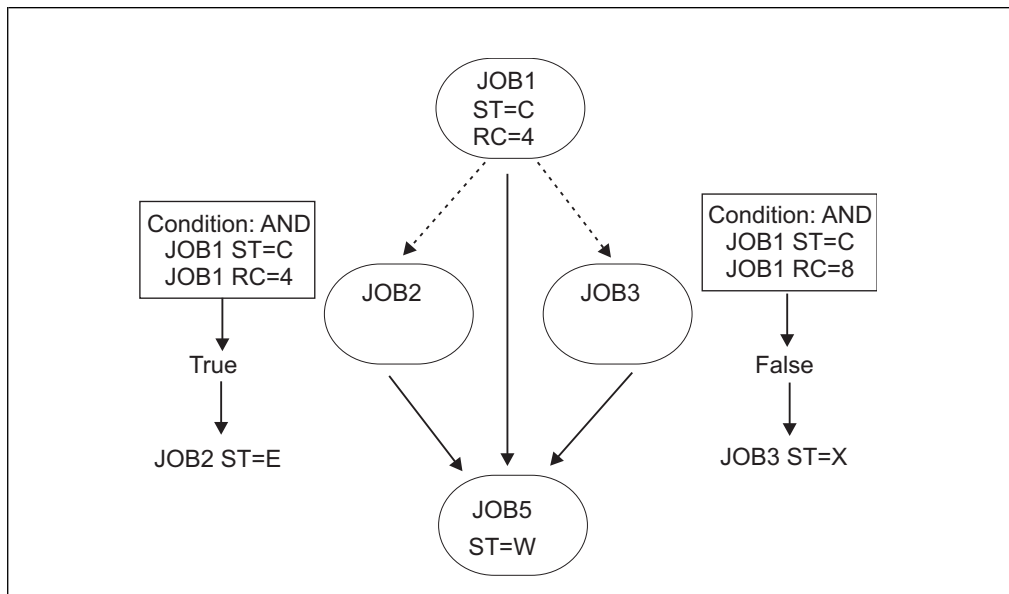 JOB1
ST=C
RC=4
Condition: AND
JOB1 ST=C
JOB1 RC=4
Condition: AND
JOB1 ST=C
JOB1 RC=8
JOB2
JOB3
True
False
JOB2 ST=E
JOB3 ST=X
JOB5
ST=W